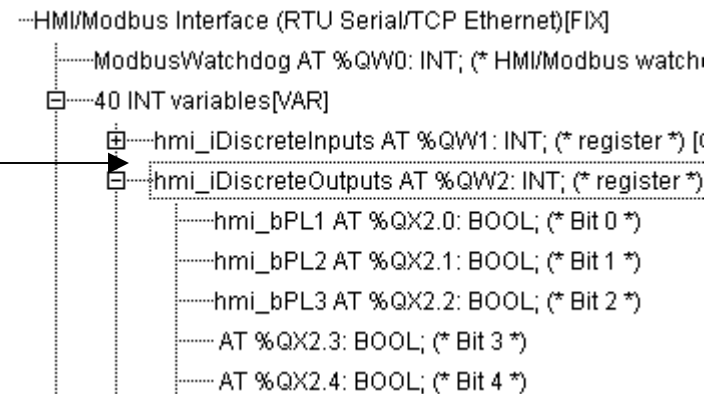 HMI/Modbus Interface (RTU Serial/TCP Ethernet)[FIX]
ModbusWatchdog AT %QW0: INT; (* HMI/Modbus
40 INT variables[VAR]
hmi_iDiscreteInputs AT %QW1: INT; (* register *)
hmi_iDiscreteOutputs AT %QW2: INT; (* register *)
hmi_bPL1 AT %QX2.0: BOOL; (* Bit 0 *)
hmi_bPL2 AT %QX2.1: BOOL; (* Bit 1 *)
hmi_bPL3 AT %QX2.2: BOOL; (* Bit 2 *)
AT %QX2.3: BOOL; (* Bit 3 *)
AT %QX2.4: BOOL; (* Bit 4 *)